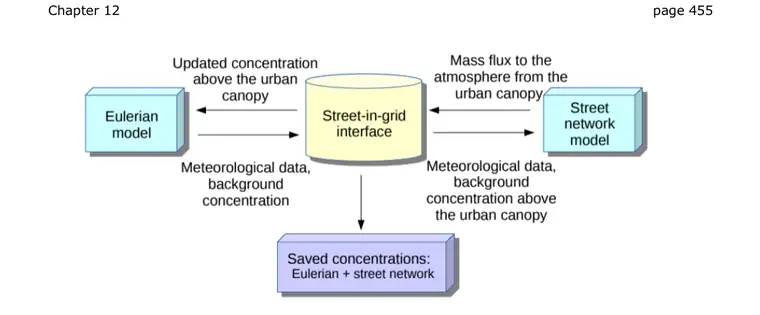 Chapter 12 page 455
Updated concentration
above the urban
canopy
Mass flux to the
atmosphere from the
urban canopy
Eulerian
model
Street-in-grid
interface
Street
network
model
Meteorological data,
background
concentration
Meteorological data,
background
concentration above
the urban canopy
Saved concentrations:
Eulerian + street network